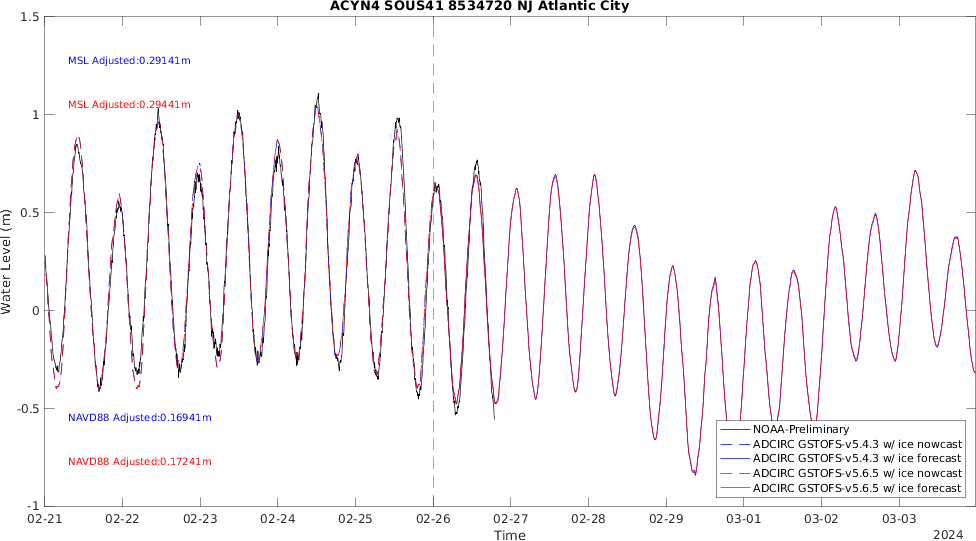 ACYN4 SOUS41 8534720 NJ Atlantic City
1.5
1
0.5
0
-0.5
-1
Water Level (m)
MSL Adjusted:0.29141m
MSL Adjusted:0.29441m
NAVD88 Adjusted:0.16941m
NAVD88 Adjusted:0.17241m
NOAA-Preliminary
ADCIRC GSTOFS-v5.4.3 w/ ice nowcast
ADCIRC GSTOFS-v5.4.3 w/ ice forecast
ADCIRC GSTOFS-v5.6.5 w/ ice nowcast
ADCIRC GSTOFS-v5.6.5 w/ ice forecast
02-21 02-22 02-23 02-24 02-25 02-26 02-27 02-28 02-29 03-01 03-02 03-03
Time
2024